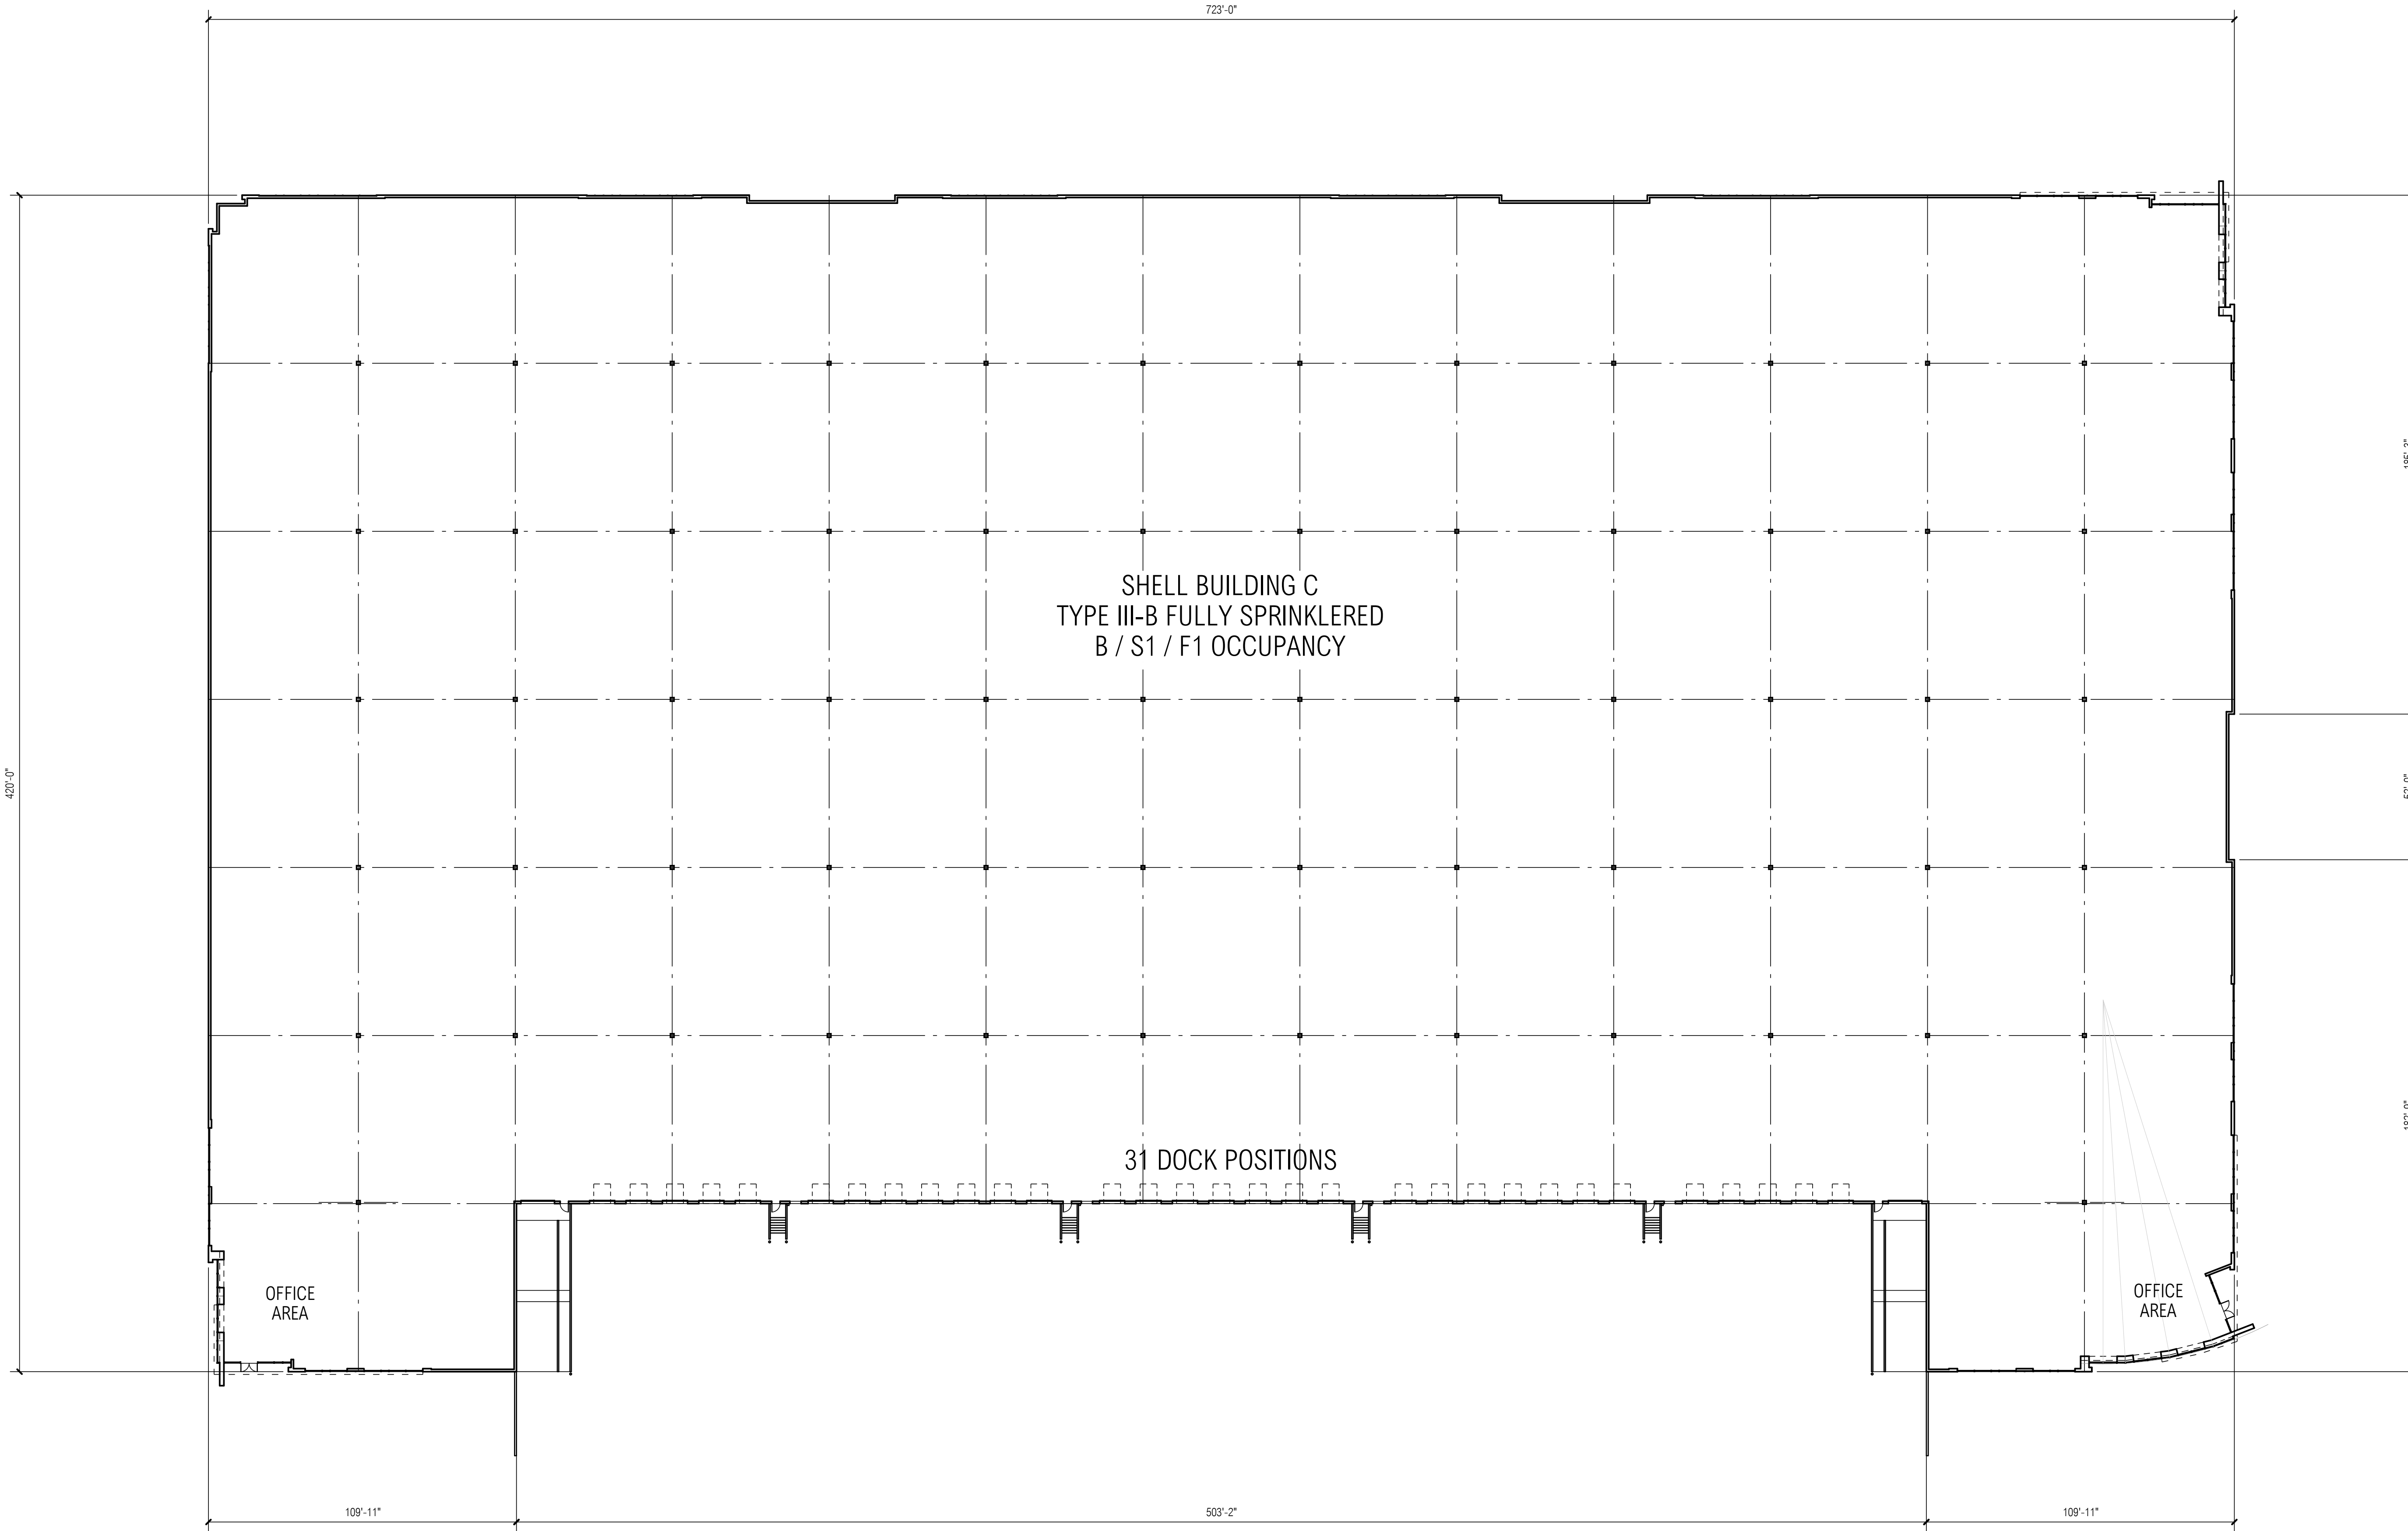 723'-0"
SHELL BUILDING C
TYPE III-B FULLY SPRINKLERED
B / S1 / F1 OCCUPANCY
420'-0"
31 DOCK POSITIONS
OFFICE
AREA
OFFICE
AREA
109'-11"
503'-2"
109'-11"